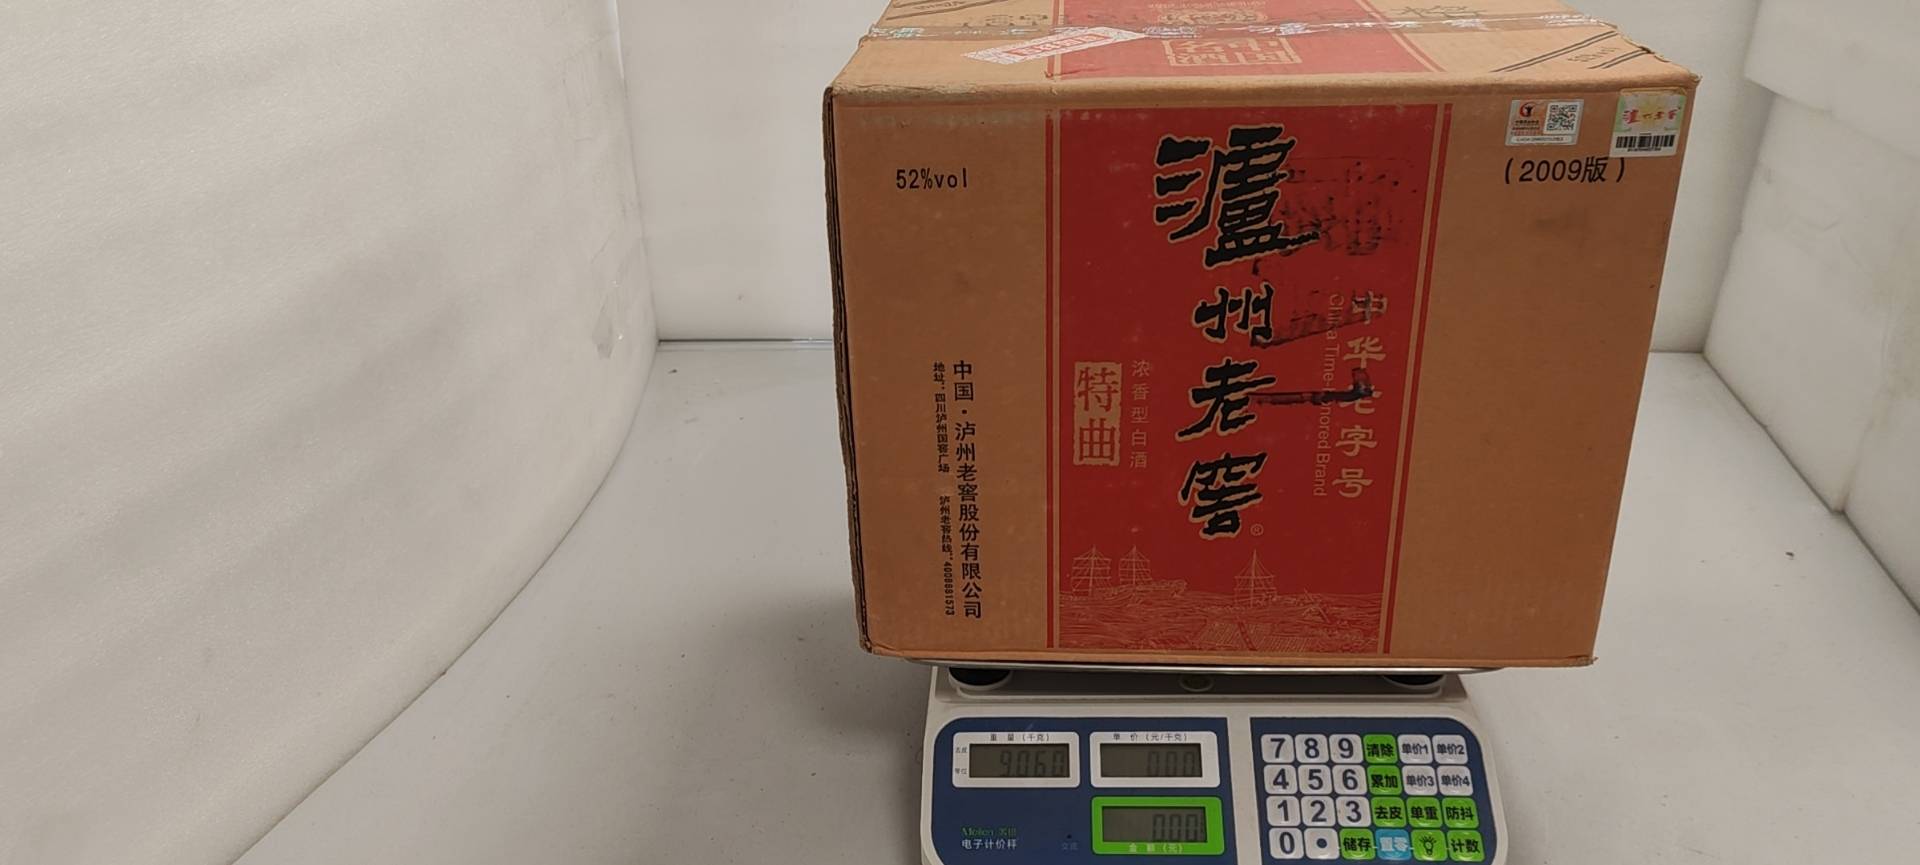 52%vol
(2009版)
泸州老窖
®
中华老字号
China Time-Honored Brand
浓香型白酒
特曲
中国·泸州老窖股份有限公司
地址：四川泸州国窖广场 泸州老窖热线：4008881573
泸州老窖
重量(千克)
单价(元/千克)
9.060
0.00
0.00
金额(元)
电子计价秤
7 8 9 清除 单价1 单价2
4 5 6 累加 单价3 单价4
1 2 3 去皮 单重 防抖
0 储存 置零 计数